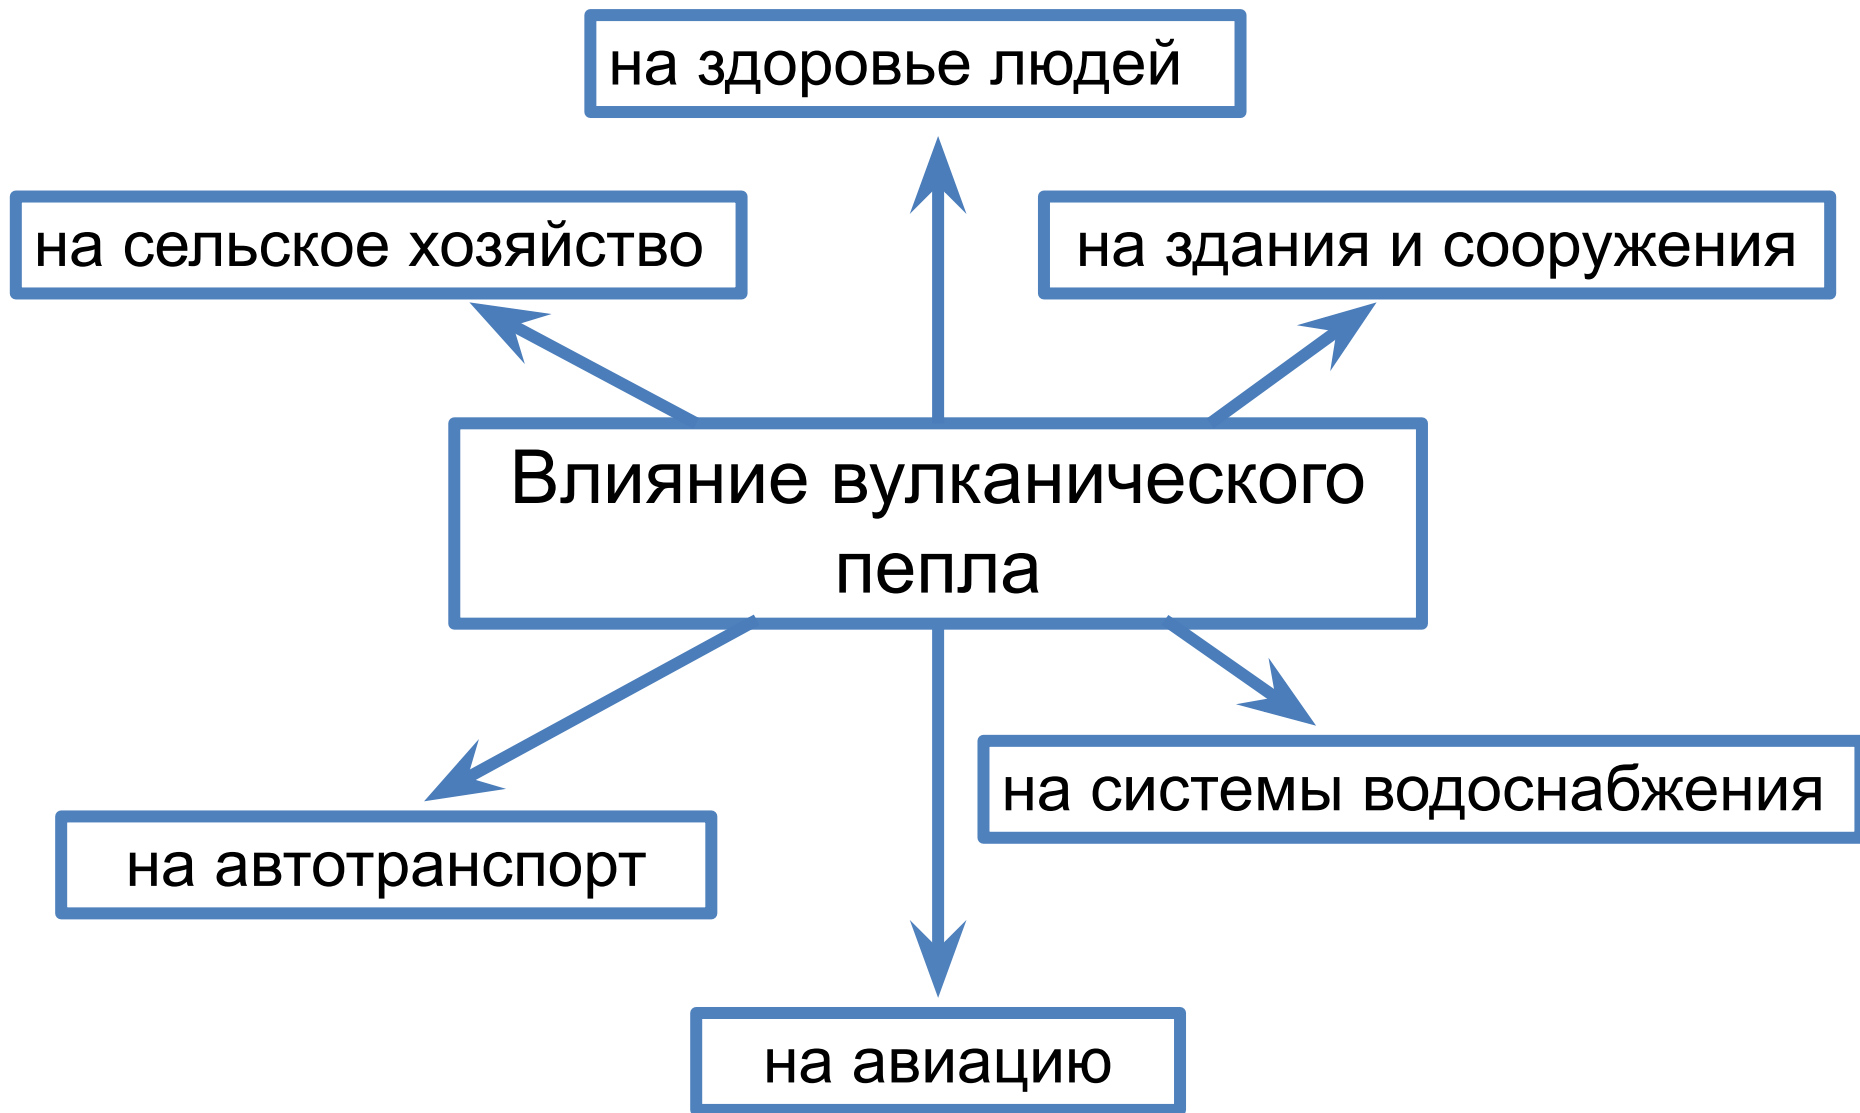 на здоровье людей
на сельское хозяйство
на здания и сооружения
Влияние вулканического
пепла
на системы водоснабжения
на автотранспорт
на авиацию